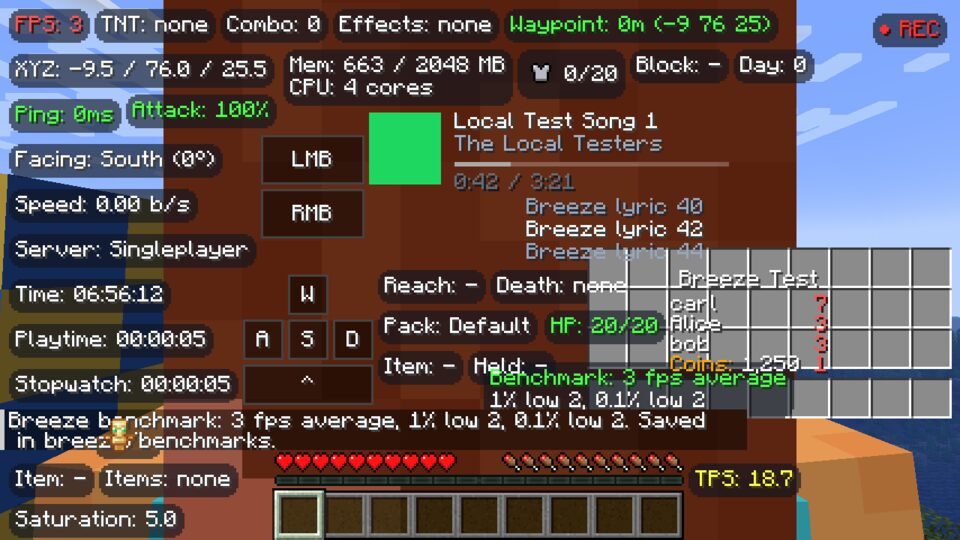 FPS: 3 TNT: none Combo: 0 Effects: none Waypoint: 0m (-9 76 25) REC
XYZ: -9.5 / 76.0 / 25.5 Mem: 663 / 2048 MB 0/20 Block: - Day: 0
CPU: 4 cores
Ping: 0ms Attack: 100%
Local Test Song 1
The Local Testers
Facing: South (0°) LMB
0:42 / 3:21
Speed: 0.00 b/s RMB Breeze lyric 40
Breeze lyric 42
Server: Singleplayer Breeze lyric 44
Reach: - Death: none Breeze Test
Time: 06:56:12 W carl 7
Pack: Default HP: 20/20 Alice 3
Playtime: 00:00:05 A S D bob 3
Item: - Held: - Coins: 1,250 1
Stopwatch: 00:00:05 ^ Benchmark: 3 fps average
1% low 2, 0.1% low 2
Breeze benchmark: 3 fps average, 1% low 2, 0.1% low 2. Saved
in breeze/benchmarks.
Item: - Items: none TPS: 18.7
Saturation: 5.0